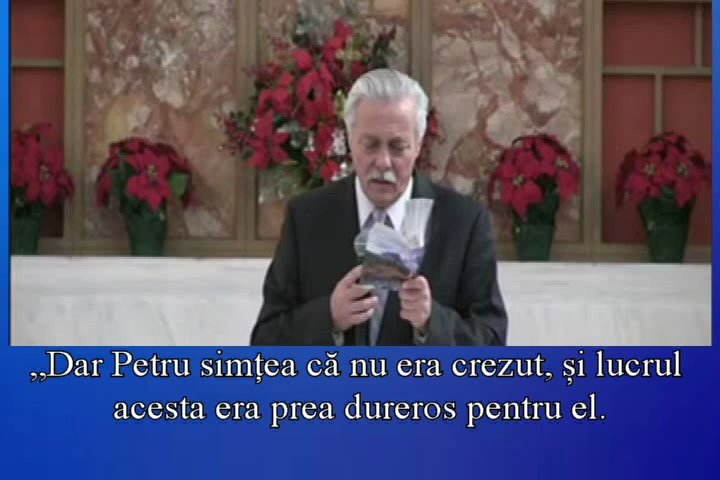 „Dar Petru simțea că nu era crezut, și lucrul
acesta era prea dureros pentru el.